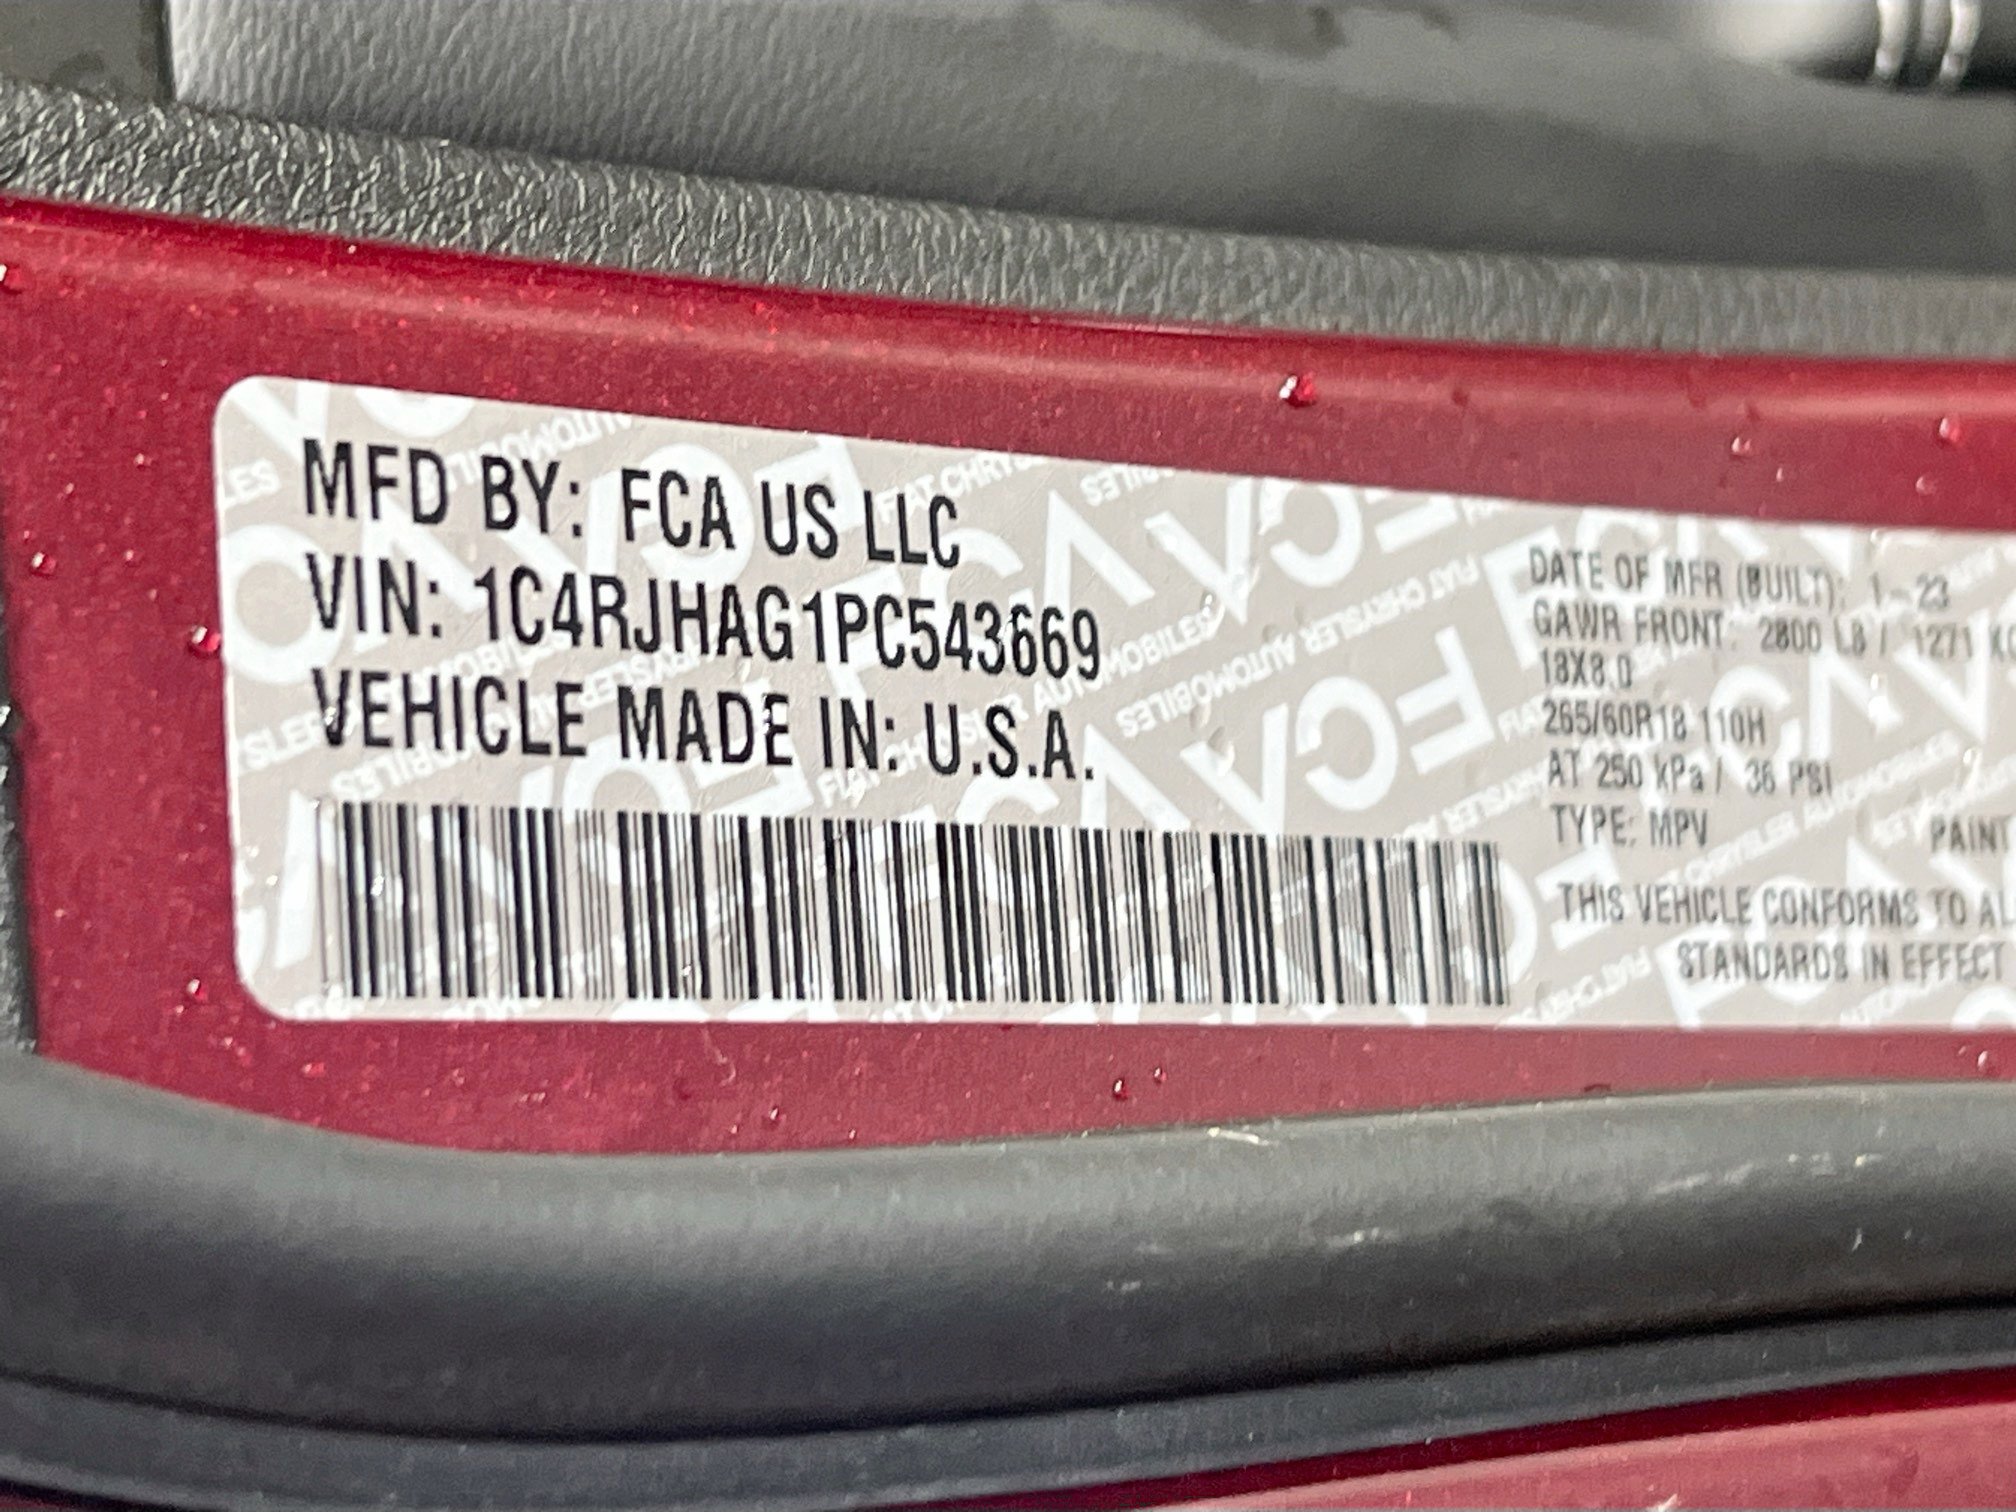 MFD BY: FCA US LLC
VIN: 1C4RJHAG1PC543669
VEHICLE MADE IN: U.S.A.
DATE OF MFR (BUILT): 1-23
GAWR FRONT: 2800 LB / 1271 KG
18X8.0
265/60R18 110H
AT 250 kPa / 36 PSI
TYPE: MPV PAINT
THIS VEHICLE CONFORMS TO AL
STANDARDS IN EFFECT